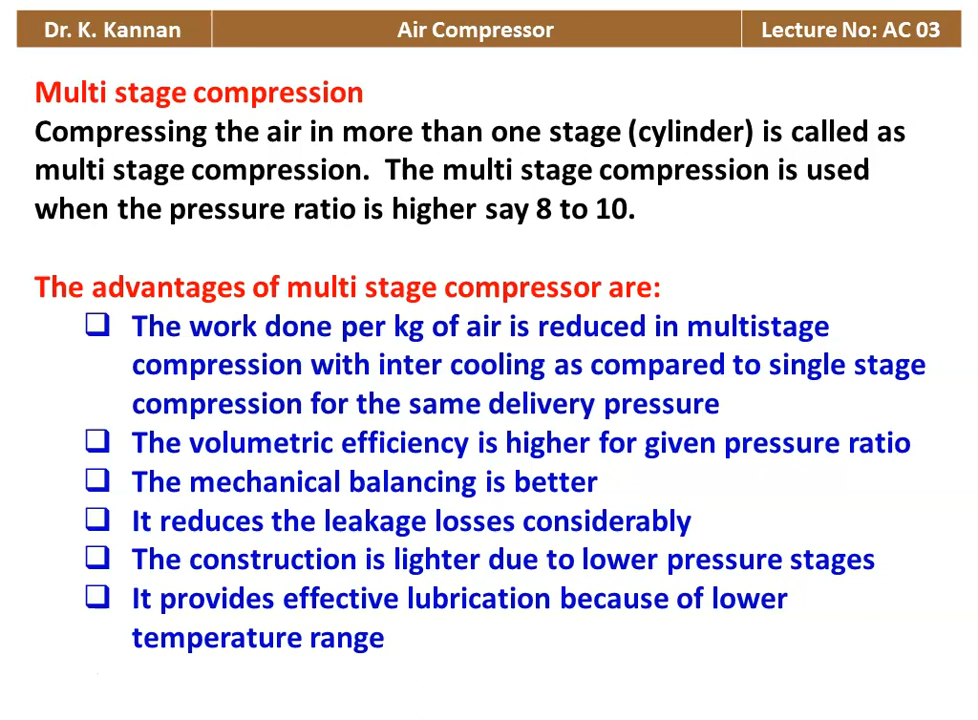 Dr. K. Kannan
Air Compressor
Lecture No: AC 03
Multi stage compression
Compressing the air in more than one stage (cylinder) is called as
multi stage compression. The multi stage compression is used
when the pressure ratio is higher say 8 to 10.
The advantages of multi stage compressor are:
The work done per kg of air is reduced in multistage
compression with inter cooling as compared to single stage
compression for the same delivery pressure
The volumetric efficiency is higher for given pressure ratio
The mechanical balancing is better
It reduces the leakage losses considerably
The construction is lighter due to lower pressure stages
It provides effective lubrication because of lower
temperature range